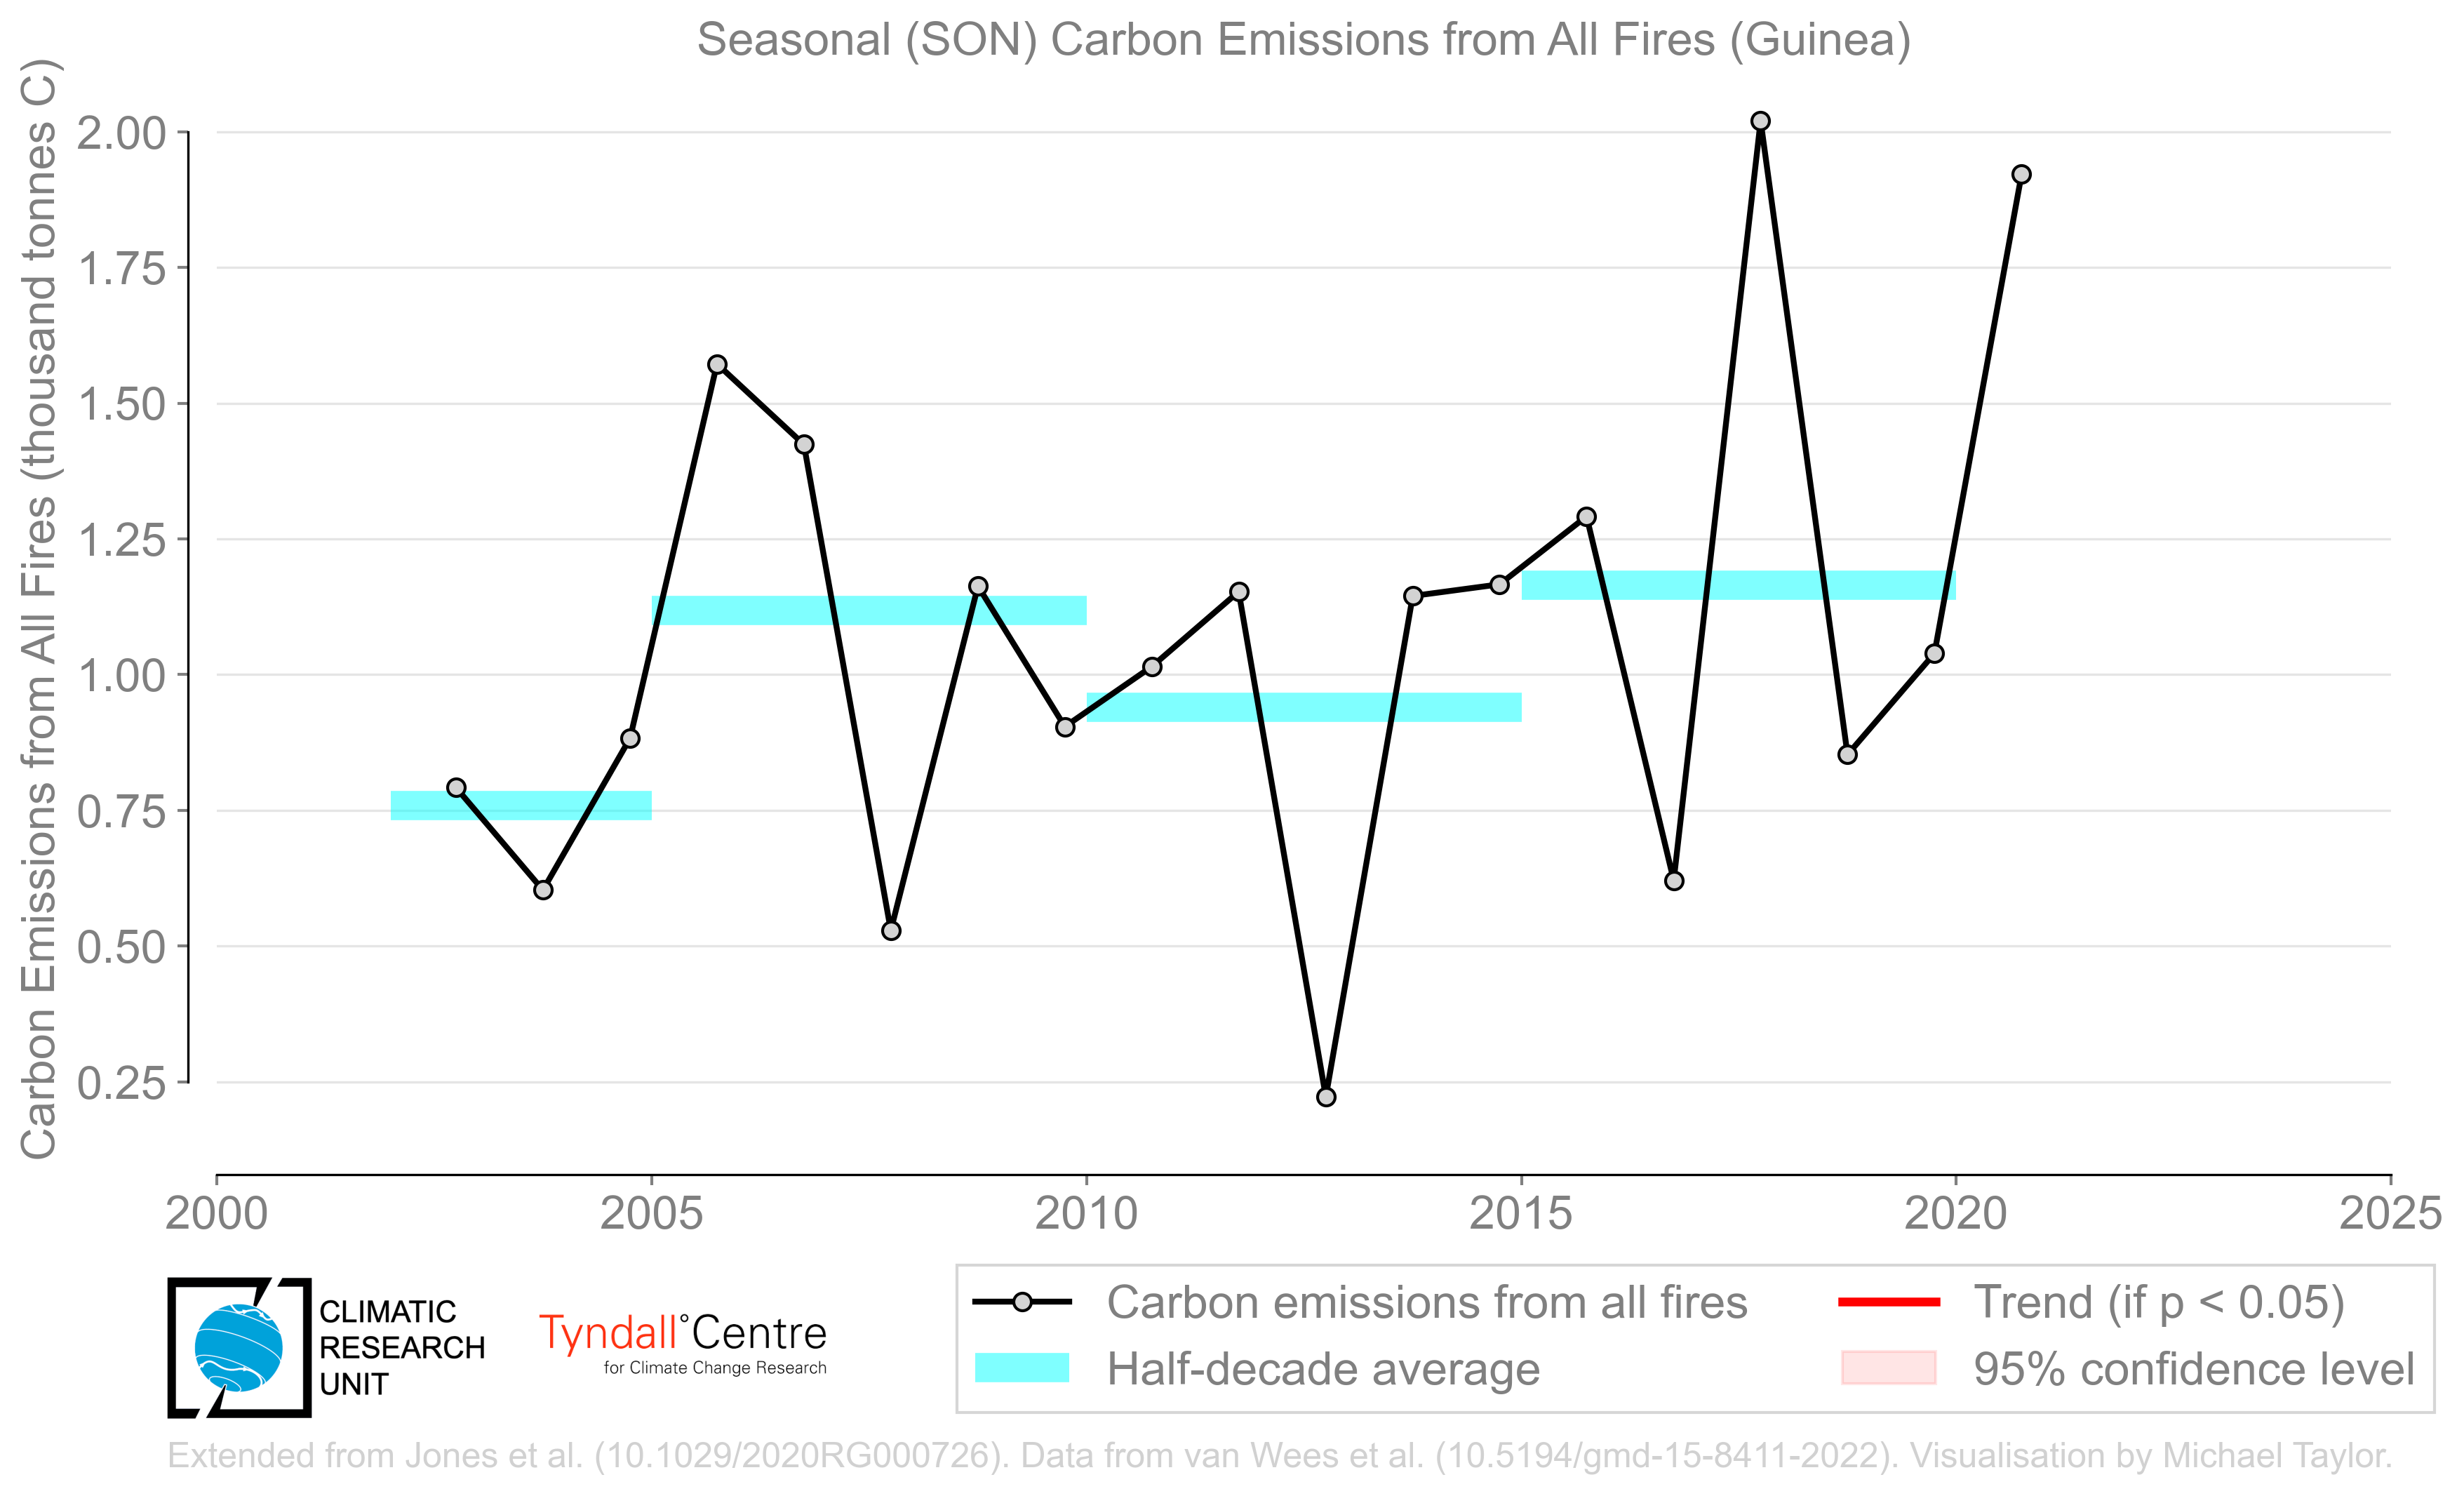 Seasonal (SON) Carbon Emissions from All Fires (Guinea)
Carbon Emissions from All Fires (thousand tonnes C)
2.00
1.75
1.50
1.25
1.00
0.75
0.50
0.25
2000 2005 2010 2015 2020 2025
CLIMATIC
RESEARCH
UNIT
Tyndall°Centre
for Climate Change Research
Carbon emissions from all fires
Half-decade average
Trend (if p < 0.05)
95% confidence level
Extended from Jones et al. (10.1029/2020RG000726). Data from van Wees et al. (10.5194/gmd-15-8411-2022). Visualisation by Michael Taylor.